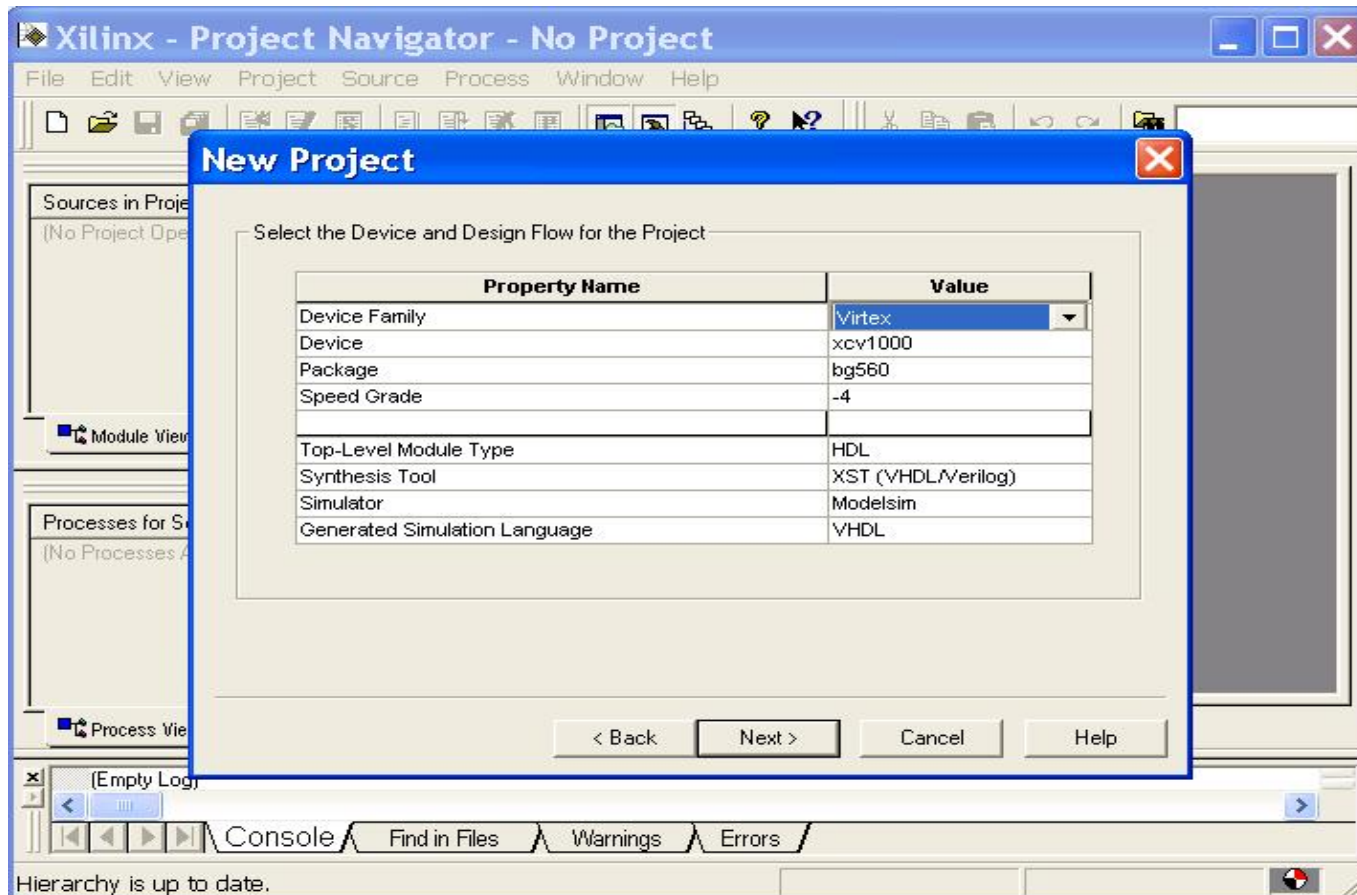 Xilinx - Project Navigator - No Project
File Edit View Project Source Process Window Help
New Project
Sources in Proje
(No Project Ope
Select the Device and Design Flow for the Project
Property Name Value
Device Family Virtex
Device xcv1000
Package bg560
Speed Grade -4
Top-Level Module Type HDL
Synthesis Tool XST (VHDL/Verilog)
Simulator Modelsim
Generated Simulation Language VHDL
Module View
Processes for S
(No Processes A
Process Vie
< Back Next > Cancel Help
(Empty Log)
Console Find in Files Warnings Errors
Hierarchy is up to date.